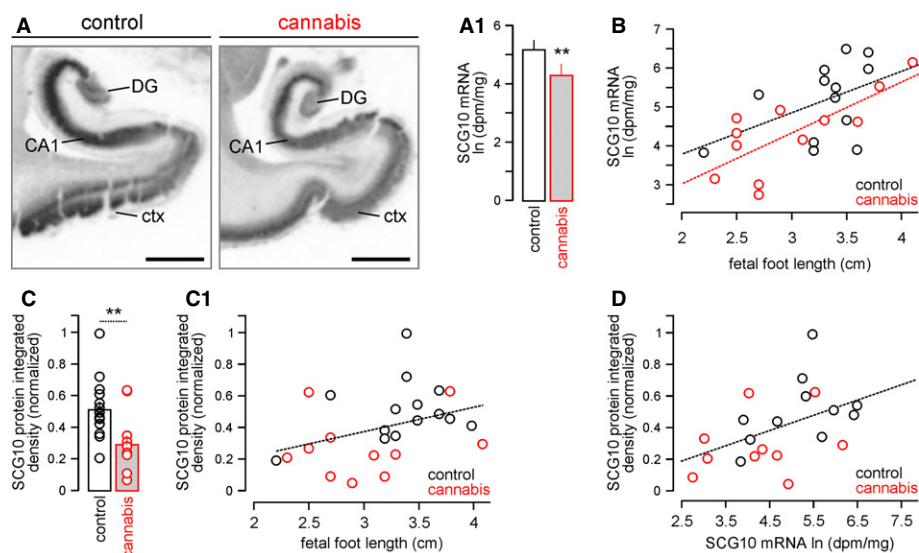 A control cannabis
DG DG
CA1 CA1
ctx ctx
A1
SCG10 mRNA
ln (dpm/mg)
6
4
2
0
**
control
cannabis
B
SCG10 mRNA
ln (dpm/mg)
7
6
5
4
3
control
cannabis
2 2.5 3 3.5 4
fetal foot length (cm)
C
SCG10 protein integrated
density (normalized)
1
0.8
0.6
0.4
0.2
0
**
control
cannabis
C1
SCG10 protein integrated
density (normalized)
1
0.8
0.6
0.4
0.2
0
control
cannabis
2 2.5 3 3.5 4
fetal foot length (cm)
D
SCG10 protein integrated
density (normalized)
1
0.8
0.6
0.4
0.2
0
control
cannabis
2.5 3.5 4.5 5.5 6.5 7.5
SCG10 mRNA ln (dpm/mg)